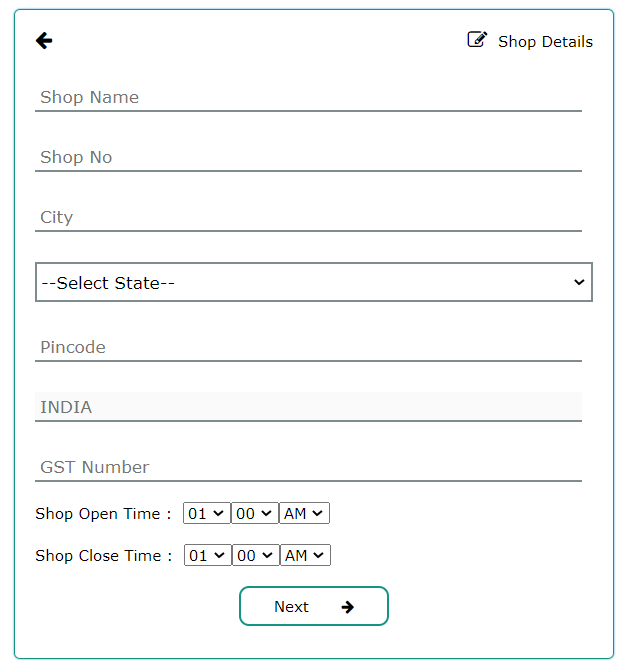 Shop Details
Shop Name
Shop No
City
--Select State--
Pincode
INDIA
GST Number
Shop Open Time : 01 00 AM
Shop Close Time : 01 00 AM
Next